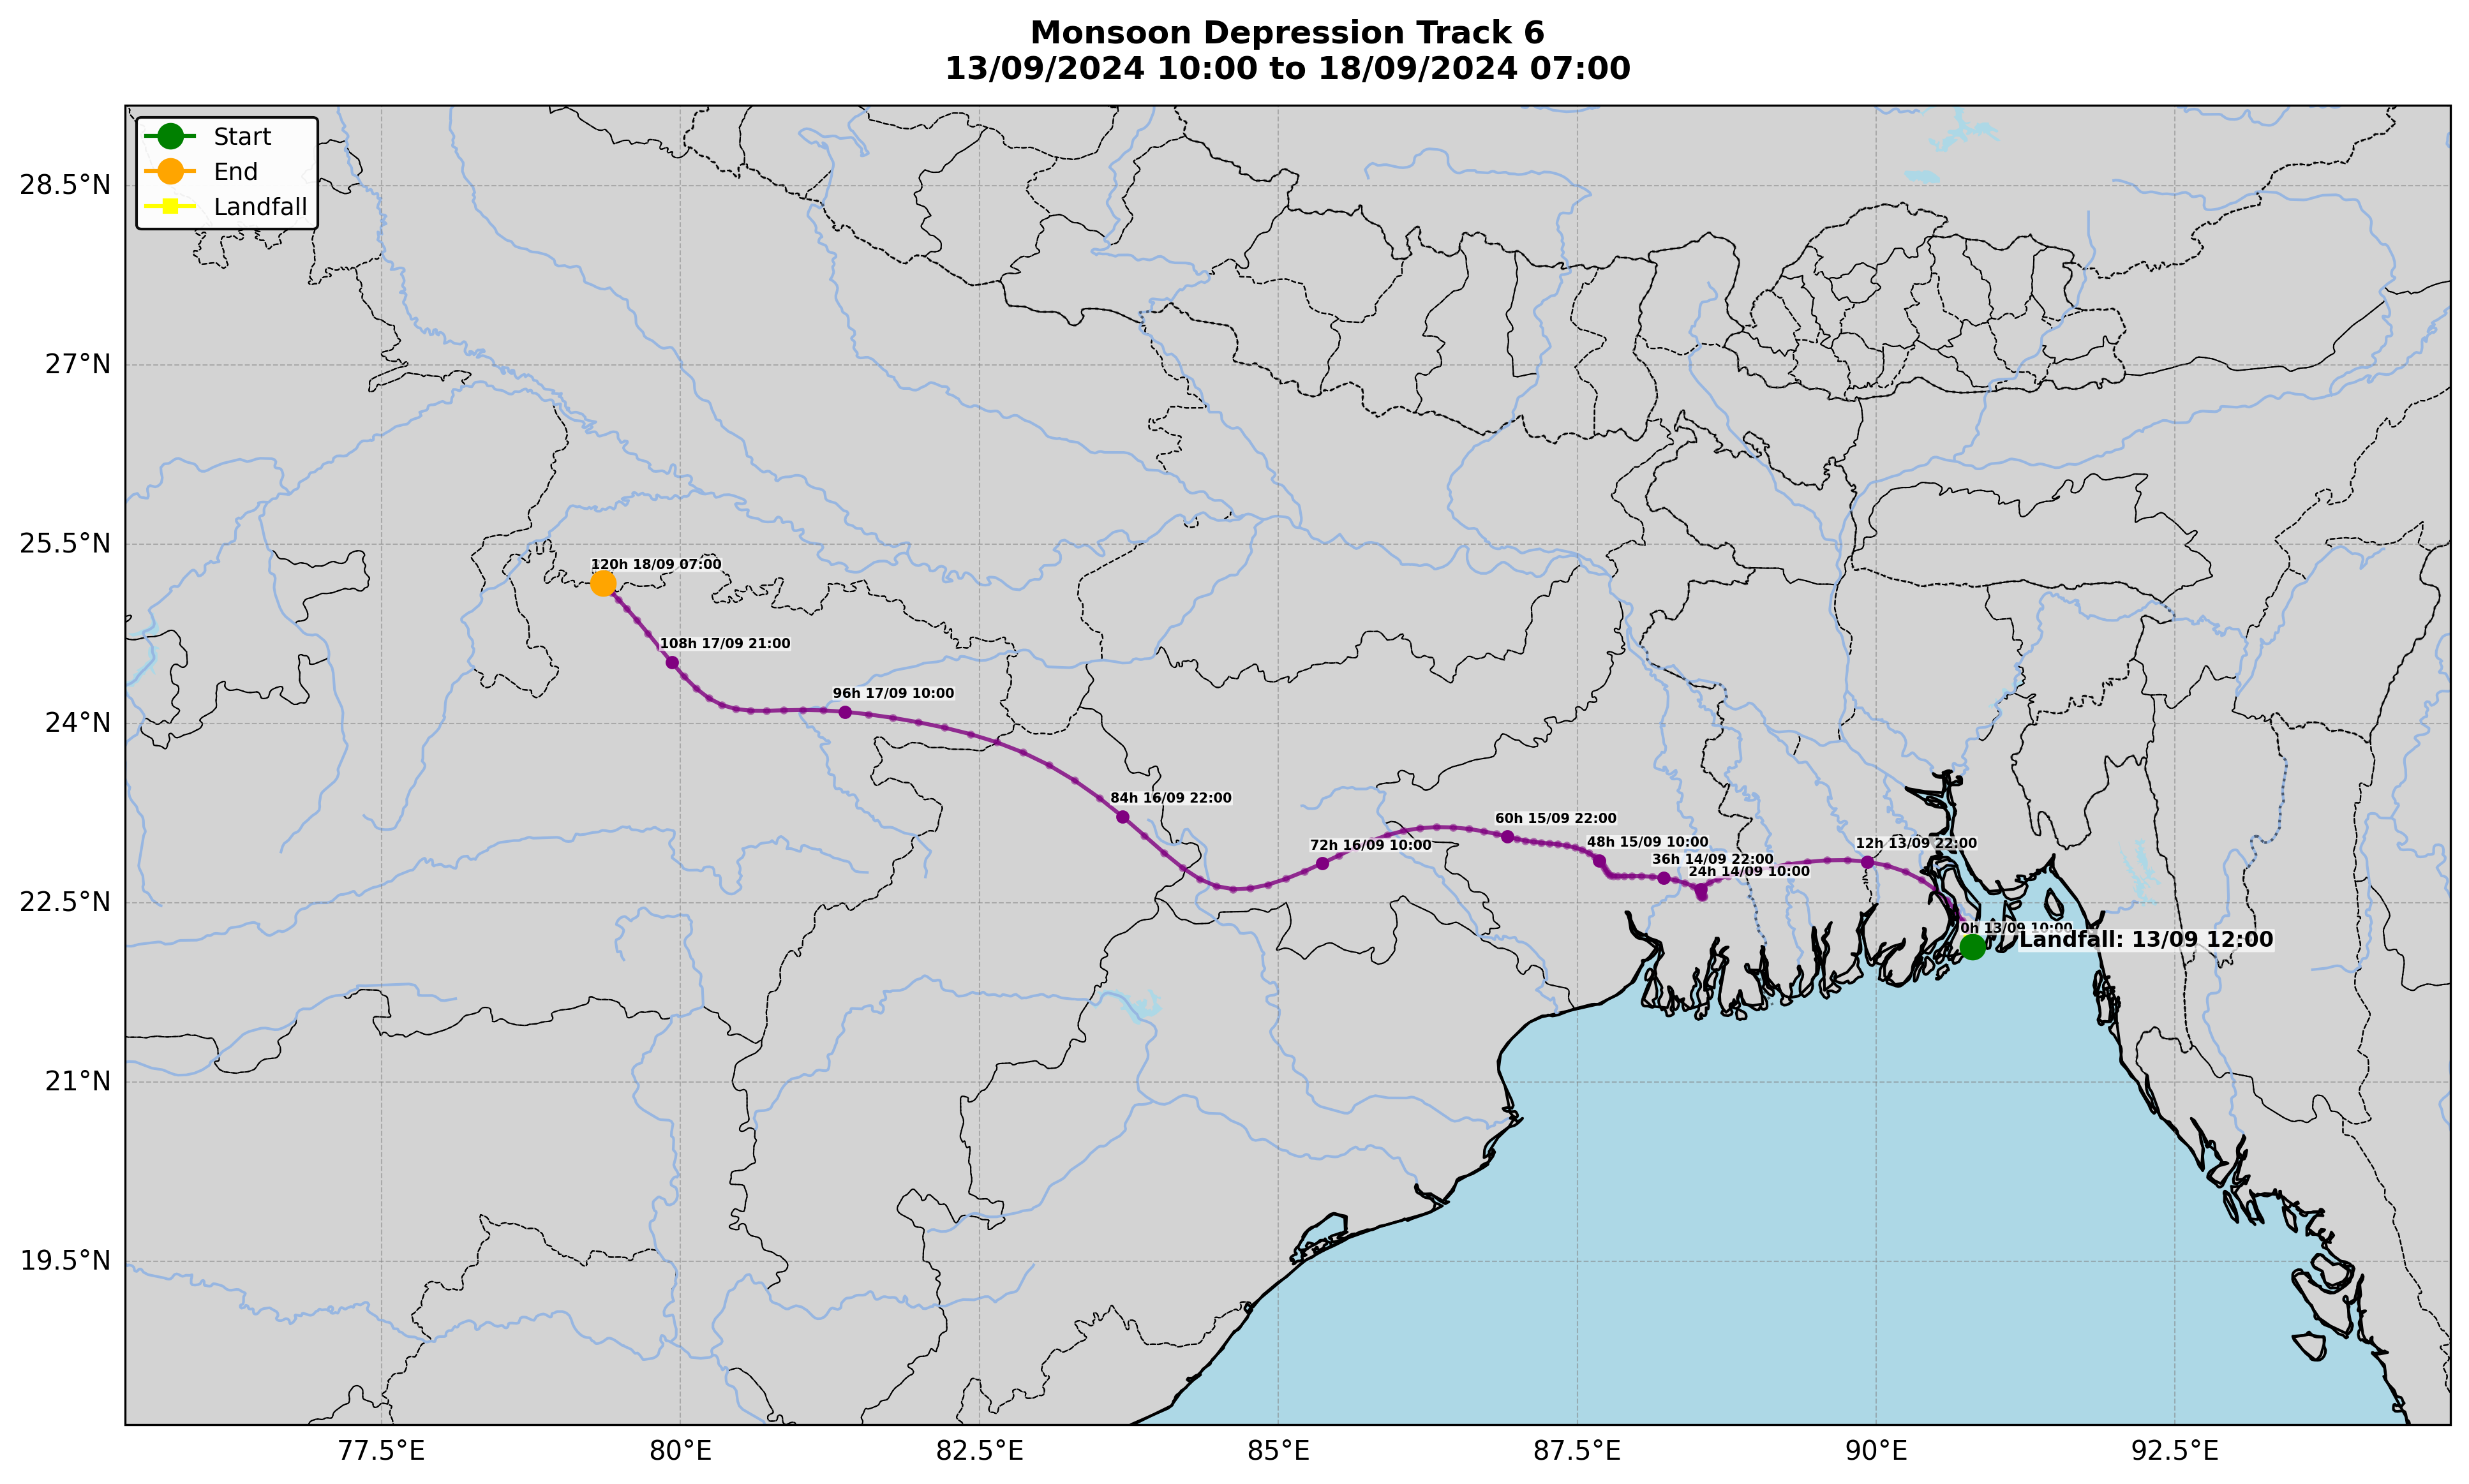 Monsoon Depression Track 6
13/09/2024 10:00 to 18/09/2024 07:00
Start
End
Landfall
28.5°N
27°N
25.5°N
24°N
22.5°N
21°N
19.5°N
120h 18/09 07:00
108h 17/09 21:00
96h 17/09 10:00
84h 16/09 22:00
72h 16/09 10:00
60h 15/09 22:00
48h 15/09 10:00
36h 14/09 22:00
24h 14/09 10:00
12h 13/09 22:00
0h 13/09 10:00
Landfall: 13/09 12:00
77.5°E
80°E
82.5°E
85°E
87.5°E
90°E
92.5°E